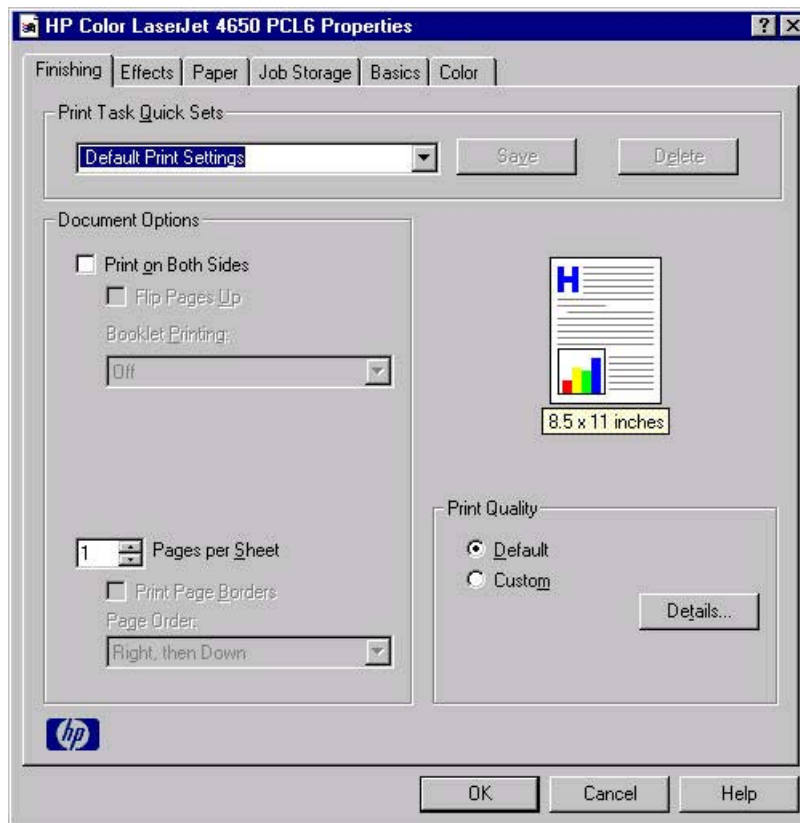 HP Color LaserJet 4650 PCL6 Properties
Finishing Effects Paper Job Storage Basics Color
Print Task Quick Sets
Default Print Settings Save Delete
Document Options
Print on Both Sides
Flip Pages Up
Booklet Printing:
Off
H
8.5 x 11 inches
1 Pages per Sheet
Print Page Borders
Page Order:
Right, then Down
Print Quality
Default
Custom
Details...
hp
OK Cancel Help